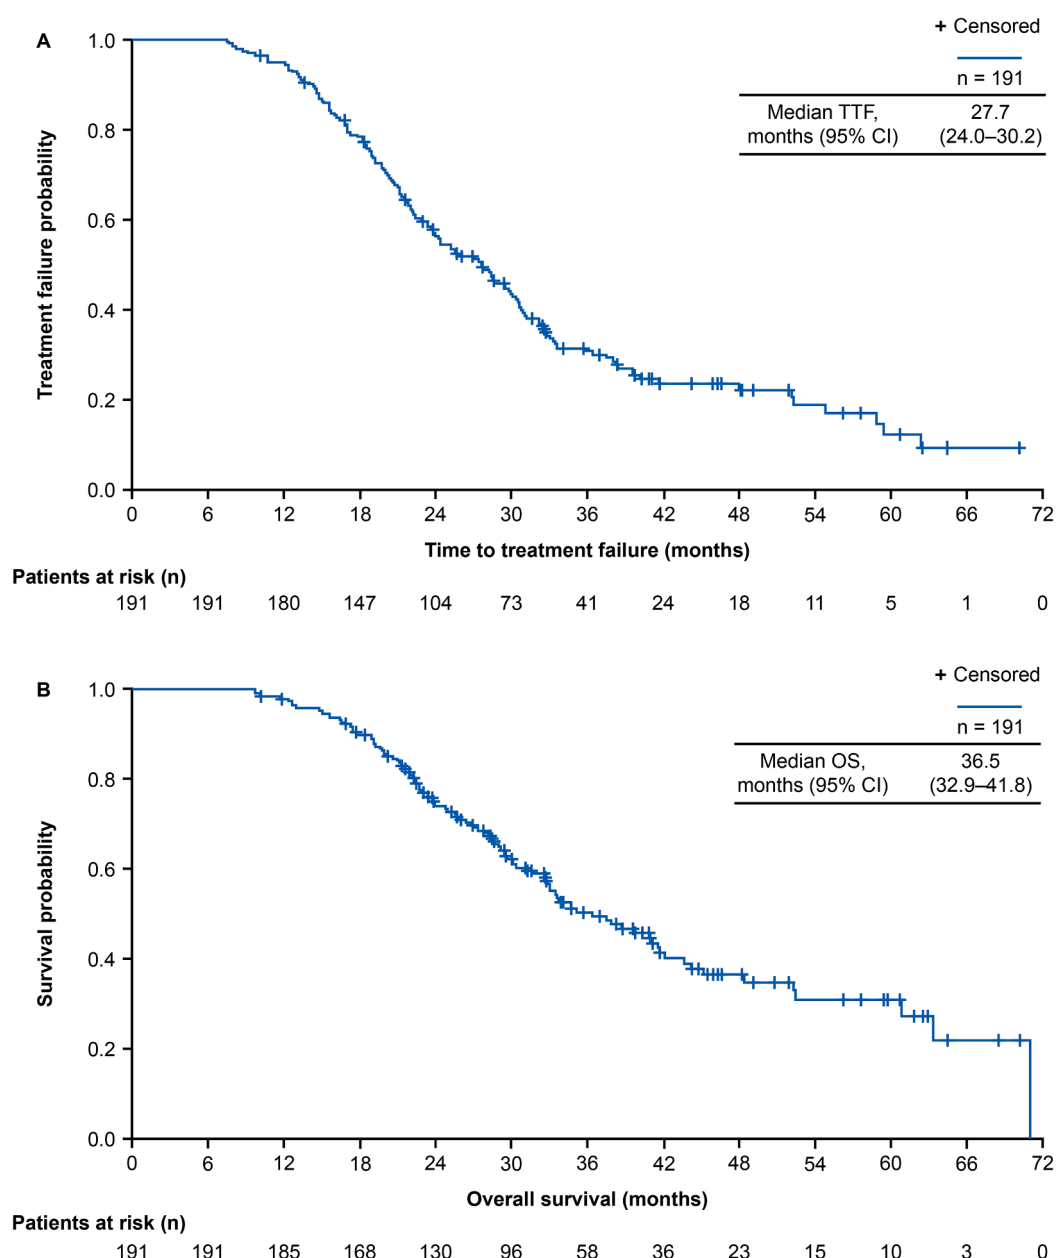 A
+ Censored
n = 191
Median TTF, 27.7
months (95% CI) (24.0–30.2)
Treatment failure probability
1.0
0.8
0.6
0.4
0.2
0.0
0 6 12 18 24 30 36 42 48 54 60 66 72
Time to treatment failure (months)
Patients at risk (n)
191 191 180 147 104 73 41 24 18 11 5 1 0
B
+ Censored
n = 191
Median OS, 36.5
months (95% CI) (32.9–41.8)
Survival probability
1.0
0.8
0.6
0.4
0.2
0.0
0 6 12 18 24 30 36 42 48 54 60 66 72
Overall survival (months)
Patients at risk (n)
191 191 185 168 130 96 58 36 23 15 10 3 0